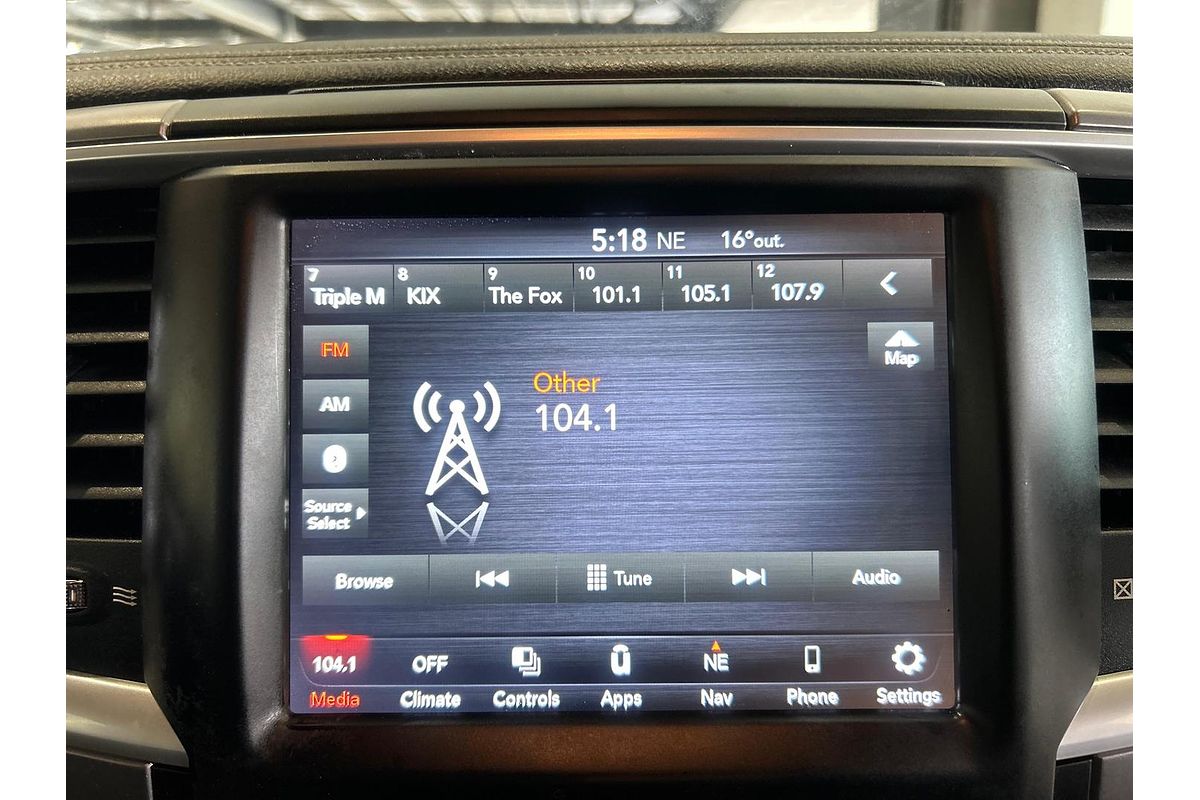 5:18 NE 16° out.
7 Triple M
8 KIX
9 The Fox
10 101.1
11 105.1
12 107.9
FM
AM
Source
Select
Map
Other
104.1
Browse
Tune
Audio
104.1
OFF
NE
Media
Climate
Controls
Apps
Nav
Phone
Settings